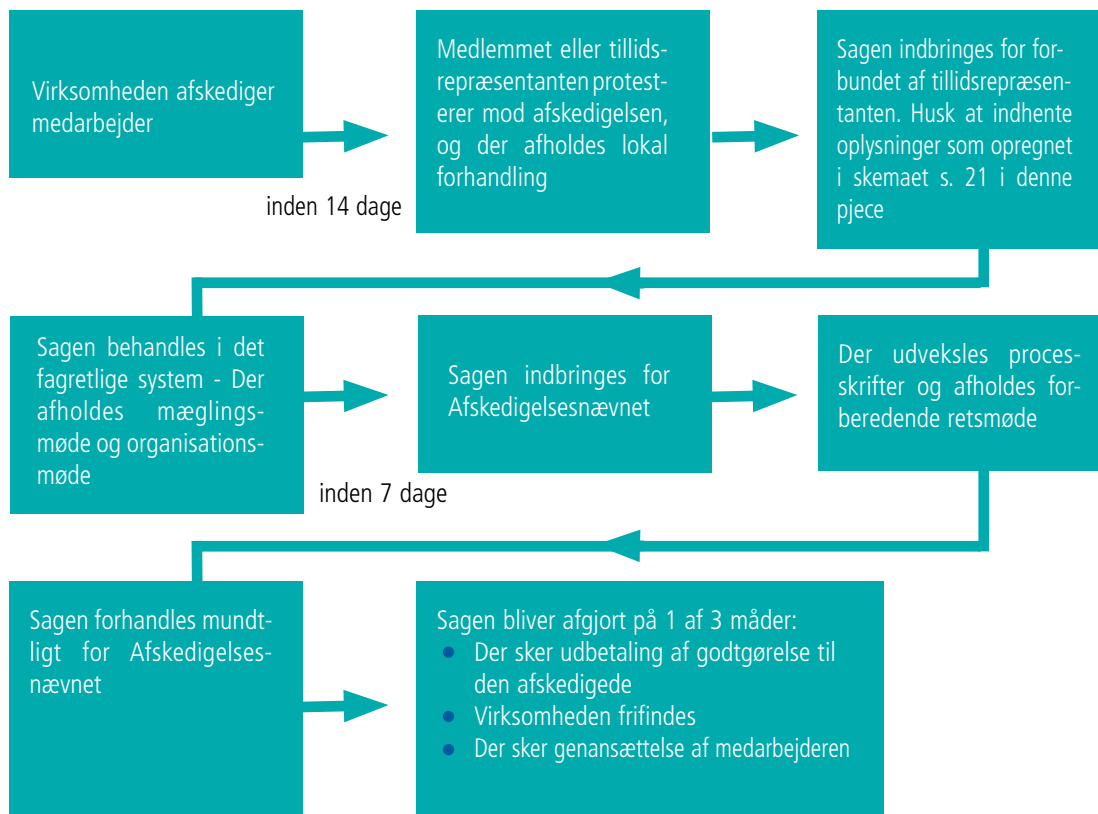 Virksomheden afskediger
medarbejder
inden 14 dage
Medlemmet eller tillids-
repræsentanten protest-
erer mod afskedigelsen,
og der afholdes lokal
forhandling
Sagen indbringes for for-
bundet af tillidsrepræsen-
tanten. Husk at indhente
oplysninger som opregnet
i skemaet s. 21 i denne
pjece
Sagen behandles i det
fagretlige system - Der
afholdes mæglings-
møde og organisations-
møde
inden 7 dage
Sagen indbringes for
Afskedigelsesnævnet
Der udveksles proces-
skrifter og afholdes for-
beredende retsmøde
Sagen forhandles mundt-
ligt for Afskedigelses-
nævnet
Sagen bliver afgjort på 1 af 3 måder:
● Der sker udbetaling af godtgørelse til
den afskedigede
● Virksomheden frifindes
● Der sker genansættelse af medarbejderen